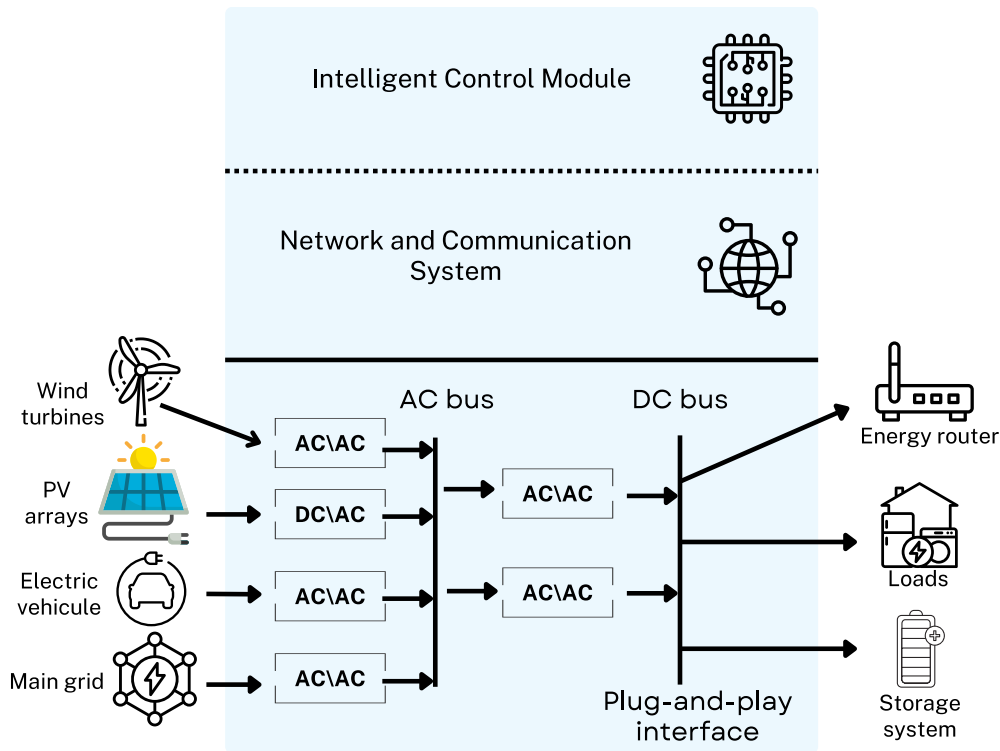 Intelligent Control Module
Network and Communication
System
Wind
turbines
AC bus
DC bus
Energy router
AC\AC
PV
arrays
DC\AC
AC\AC
Electric
vehicule
AC\AC
AC\AC
Loads
Main grid
AC\AC
Plug-and-play
interface
Storage
system